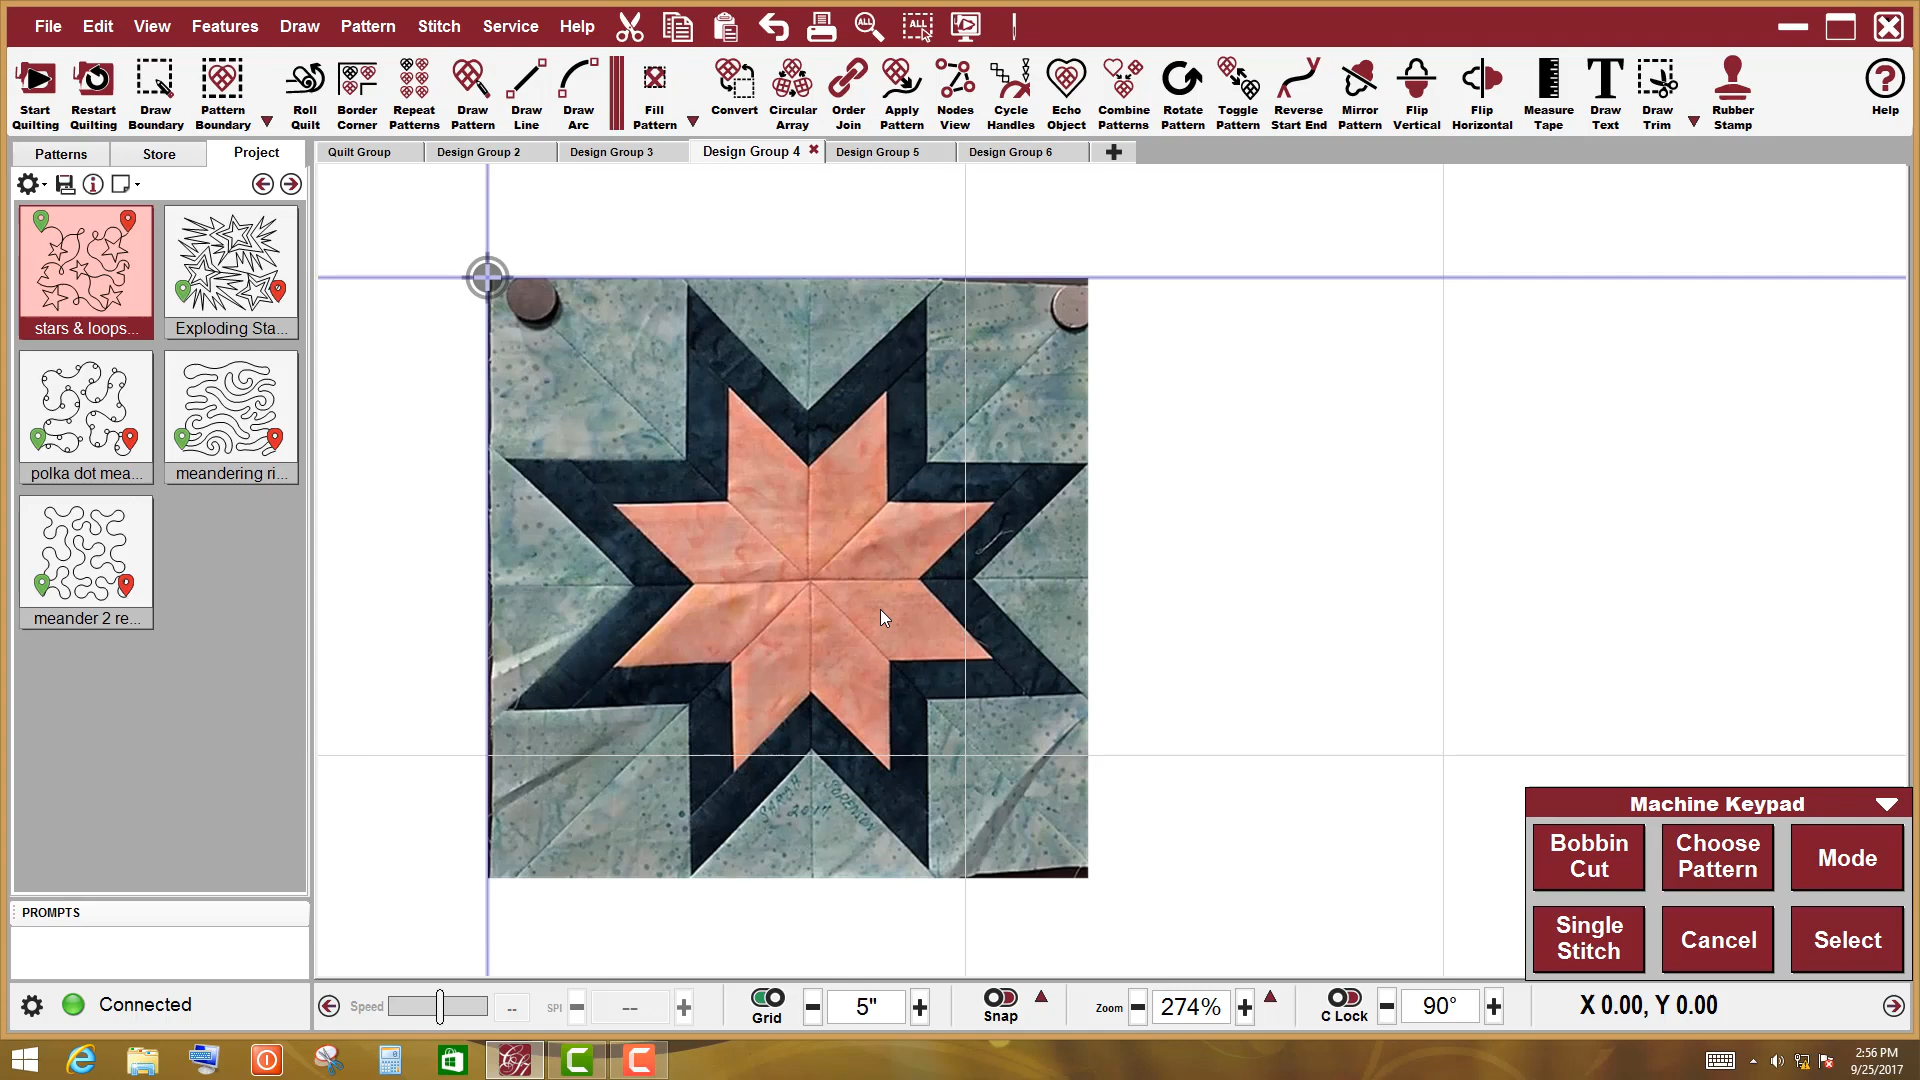 File Edit View Features Draw Pattern Stitch Service Help ALL ALL
Start Quilting
Restart Quilting
Draw Boundary
Pattern Boundary
Roll Quilt
Border Corner
Repeat Patterns
Draw Pattern
Draw Line
Draw Arc
Fill Pattern
Convert
Circular Array
Order Join
Apply Pattern
Nodes View
Cycle Handles
Echo Object
Combine Patterns
Rotate Pattern
Toggle Pattern
Reverse Start End
Mirror Pattern
Flip Vertical
Flip Horizontal
Measure Tape
Draw Text
Draw Trim
Rubber Stamp
Help
Patterns Store Project
Quilt Group Design Group 2 Design Group 3 Design Group 4 Design Group 5 Design Group 6
stars & loops... Exploding Sta...
polka dot mea... meandering ri...
meander 2 re...
SARAH SORENSON
2017
Machine Keypad
Bobbin Cut
Choose Pattern
Mode
Single Stitch
Cancel
Select
PROMPTS
Connected
Speed -- SPI -- Grid 5" Snap Zoom 274% C Lock 90° X 0.00, Y 0.00
2:56 PM
9/25/2017